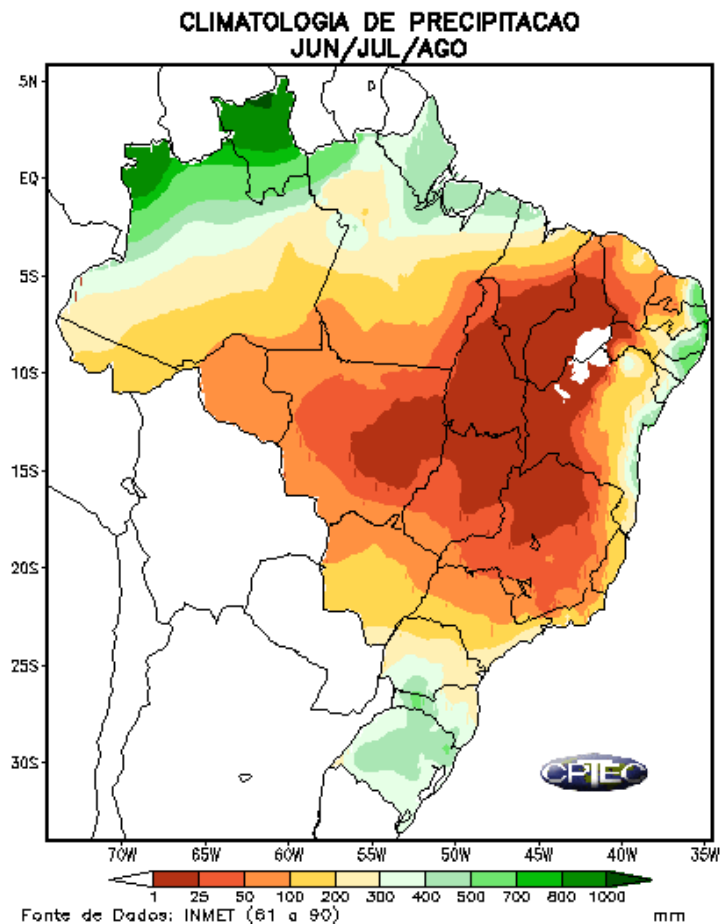 CLIMATOLOGIA DE PRECIPITACAO
JUN/JUL/AGO
5N
EQ
5S
10S
15S
20S
25S
30S
70W 65W 60W 55W 50W 45W 40W 35W
CPTEC
1 25 50 100 200 300 400 500 700 800 1000
Fonte de Dados: INMET (61 a 90) mm